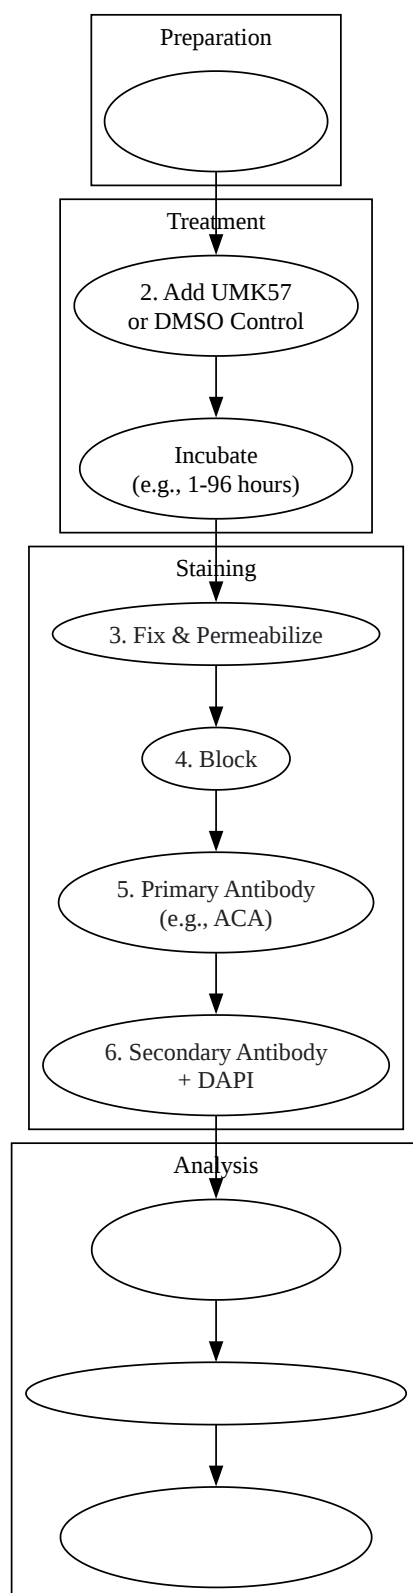 Preparation
Treatment
2. Add UMK57
or DMSO Control
Incubate
(e.g., 1-96 hours)
Staining
3. Fix & Permeabilize
4. Block
5. Primary Antibody
(e.g., ACA)
6. Secondary Antibody
+ DAPI
Analysis